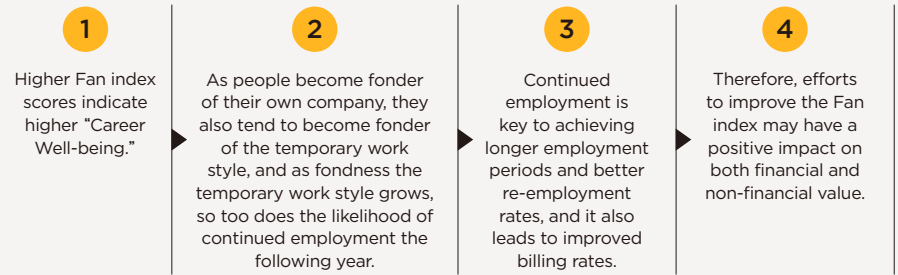 1
Higher Fan index
scores indicate
higher “Career
Well-being.”
2
As people become fonder
of their own company, they
also tend to become fonder
of the temporary work
style, and as fondness the
temporary work style grows,
so too does the likelihood of
continued employment the
following year.
3
Continued
employment is
key to achieving
longer employment
periods and better
re-employment
rates, and it also
leads to improved
billing rates.
4
Therefore, efforts
to improve the Fan
index may have a
positive impact on
both financial and
non-financial value.